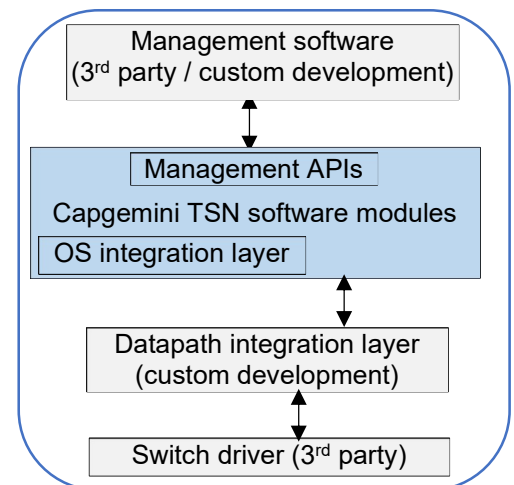 Management software
(3rd party / custom development)
Management APIs
Capgemini TSN software modules
OS integration layer
Datapath integration layer
(custom development)
Switch driver (3rd party)